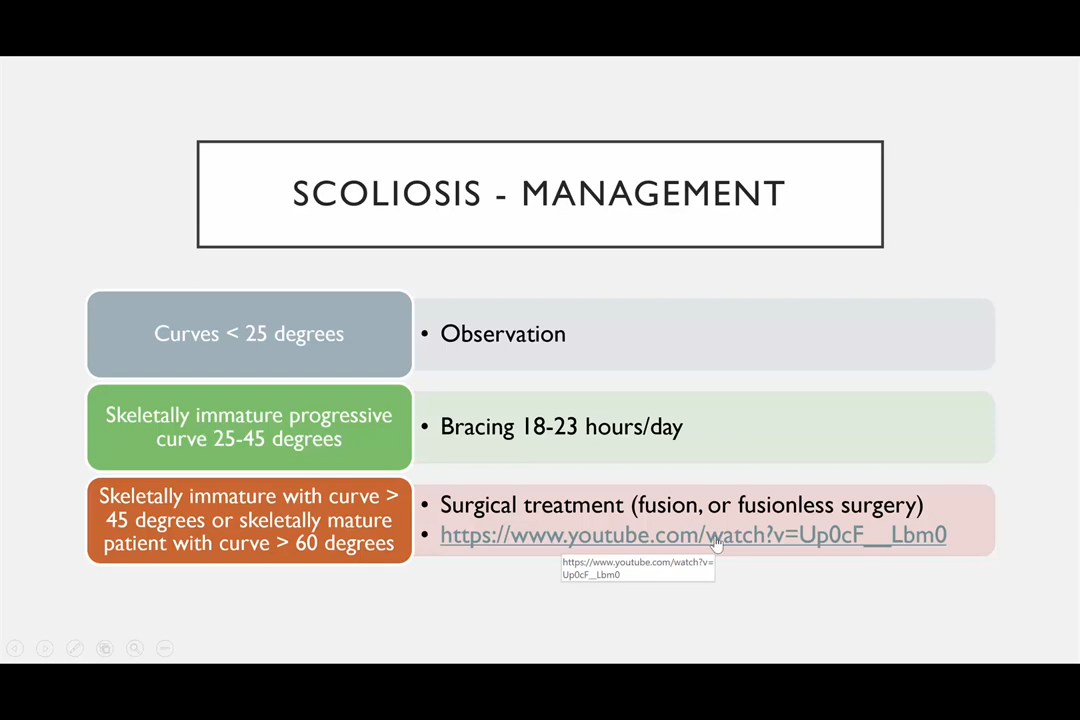 SCOLIOSIS - MANAGEMENT
Curves < 25 degrees
• Observation
Skeletally immature progressive
curve 25-45 degrees
• Bracing 18-23 hours/day
Skeletally immature with curve >
45 degrees or skeletally mature
patient with curve > 60 degrees
• Surgical treatment (fusion, or fusionless surgery)
• https://www.youtube.com/watch?v=Up0cF__Lbm0
https://www.youtube.com/watch?v=
Up0cF__Lbm0